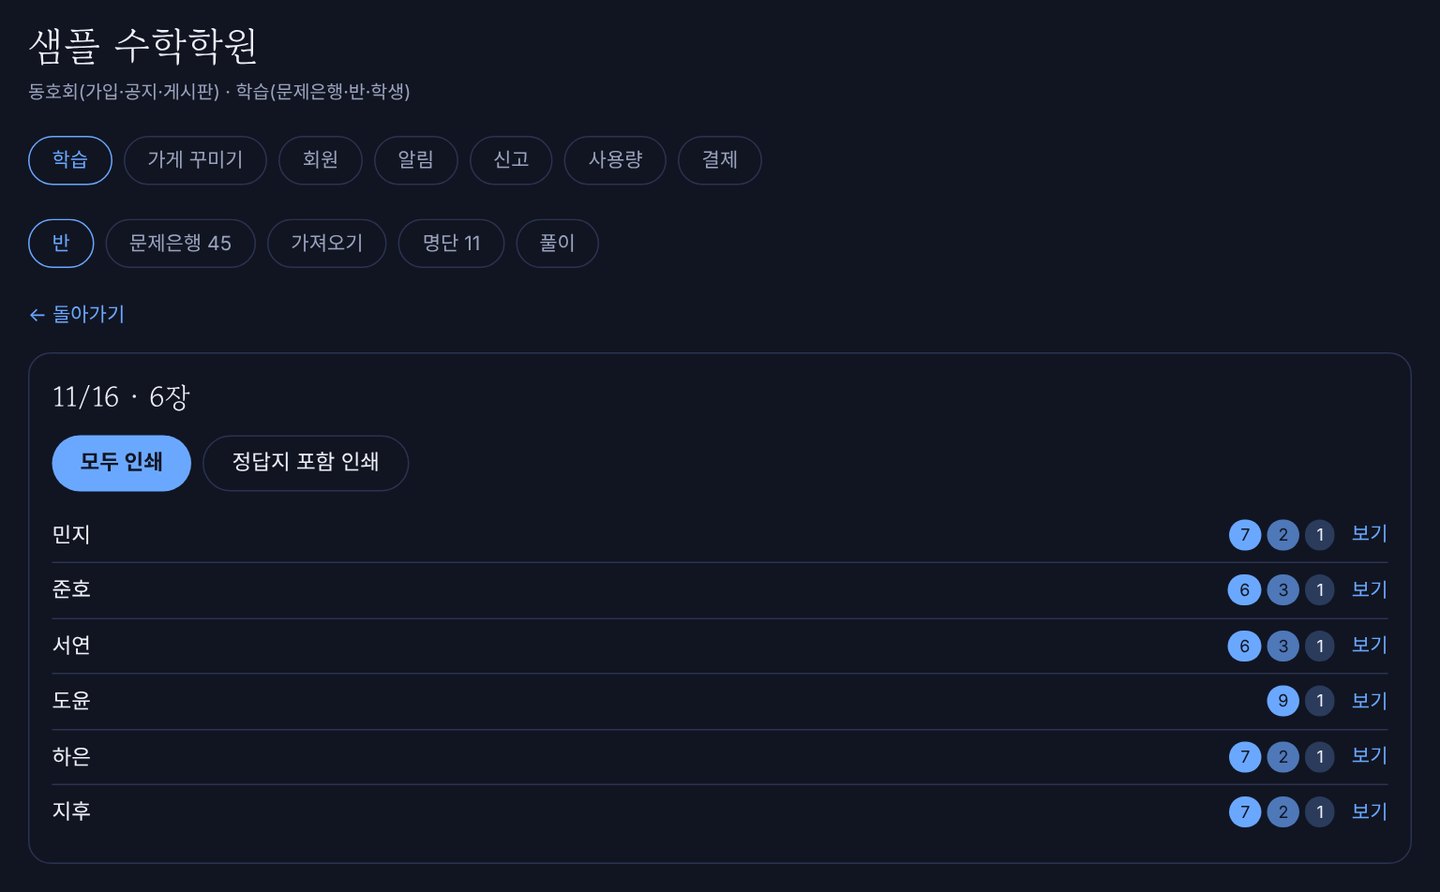 샘플 수학학원
동호회(가입·공지·게시판) · 학습(문제은행·반·학생)
학습 가게 꾸미기 회원 알림 신고 사용량 결제
반 문제은행 45 가져오기 명단 11 풀이
← 돌아가기
11/16 · 6장
모두 인쇄 정답지 포함 인쇄
민지 7 2 1 보기
준호 6 3 1 보기
서연 6 3 1 보기
도윤 9 1 보기
하은 7 2 1 보기
지후 7 2 1 보기